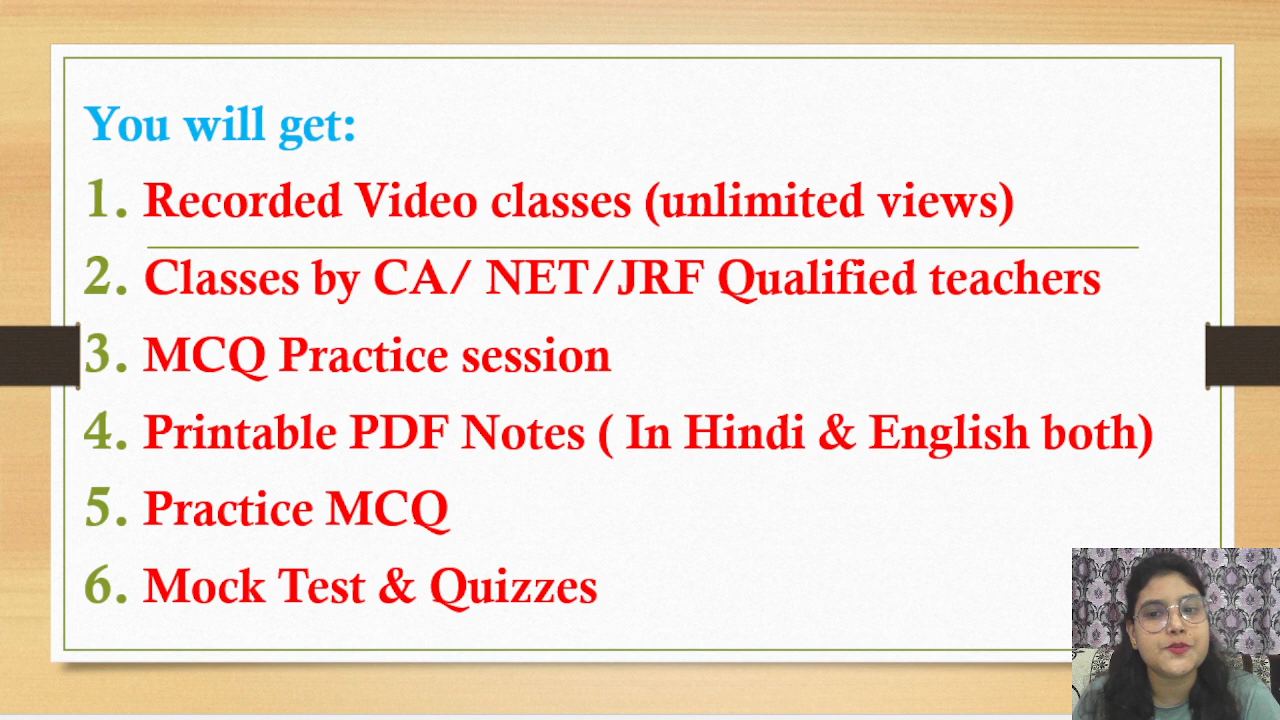 You will get:
1. Recorded Video classes (unlimited views)
2. Classes by CA/ NET/JRF Qualified teachers
3. MCQ Practice session
4. Printable PDF Notes ( In Hindi & English both)
5. Practice MCQ
6. Mock Test & Quizzes